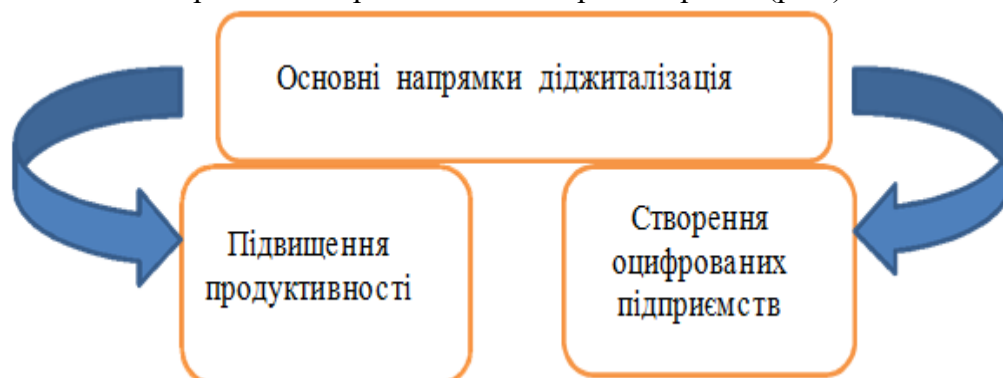 Основні напрямки діджиталізація
Підвищення
продуктивності
Створення
оцифрованих
підприємств